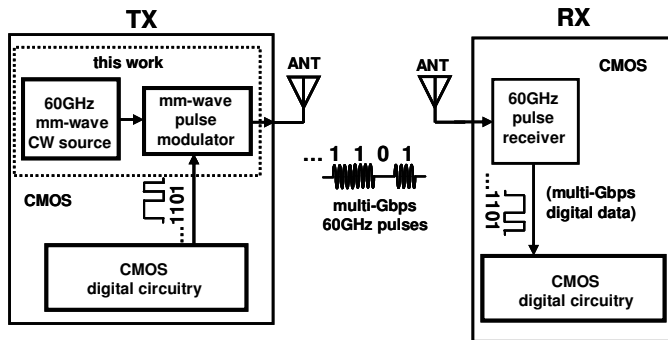 TX
this work
60GHz
mm-wave
CW source
mm-wave
pulse
modulator
CMOS
1101
...
CMOS
digital circuitry
ANT
... 1 1 0 1
multi-Gbps
60GHz pulses
RX
ANT
CMOS
60GHz
pulse
receiver
...
1101
(multi-Gbps
digital data)
CMOS
digital circuitry